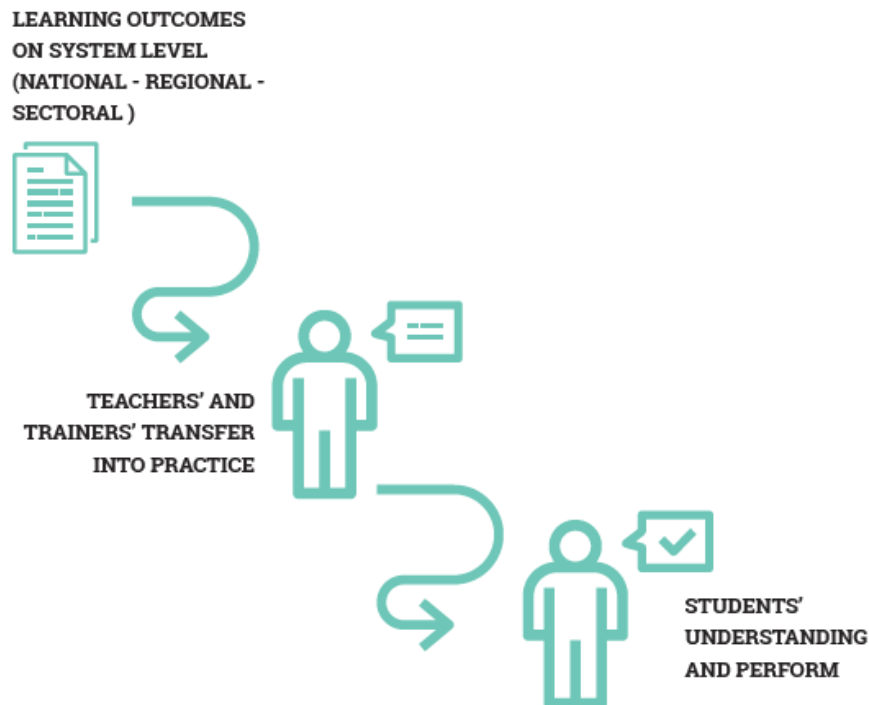 LEARNING OUTCOMES
ON SYSTEM LEVEL
(NATIONAL - REGIONAL -
SECTORAL )
TEACHERS’ AND
TRAINERS’ TRANSFER
INTO PRACTICE
STUDENTS’
UNDERSTANDING
AND PERFORM